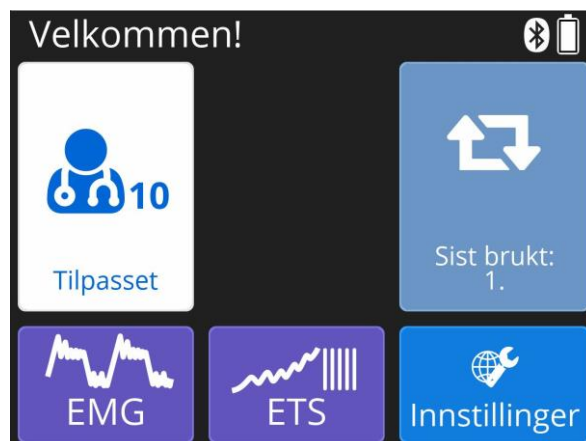 Velkommen!
10
Tilpasset
Sist brukt:
1.
EMG
ETS
Innstillinger